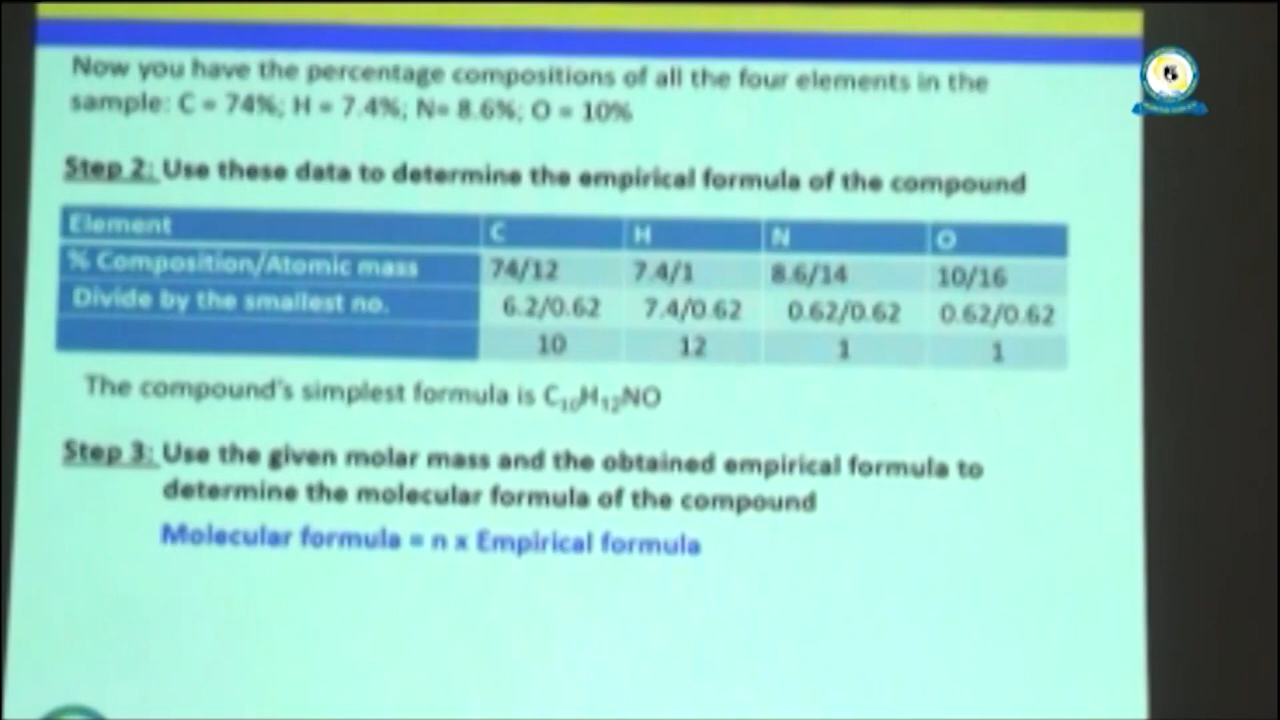 Now you have the percentage compositions of all the four elements in the
sample: C = 74%; H = 7.4%; N= 8.6%; O = 10%
Step 2: Use these data to determine the empirical formula of the compound
Element C H N O
% Composition/Atomic mass 74/12 7.4/1 8.6/14 10/16
Divide by the smallest no. 6.2/0.62 7.4/0.62 0.62/0.62 0.62/0.62
10 12 1 1
The compound's simplest formula is C₁₀H₁₂NO
Step 3: Use the given molar mass and the obtained empirical formula to
determine the molecular formula of the compound
Molecular formula = n x Empirical formula